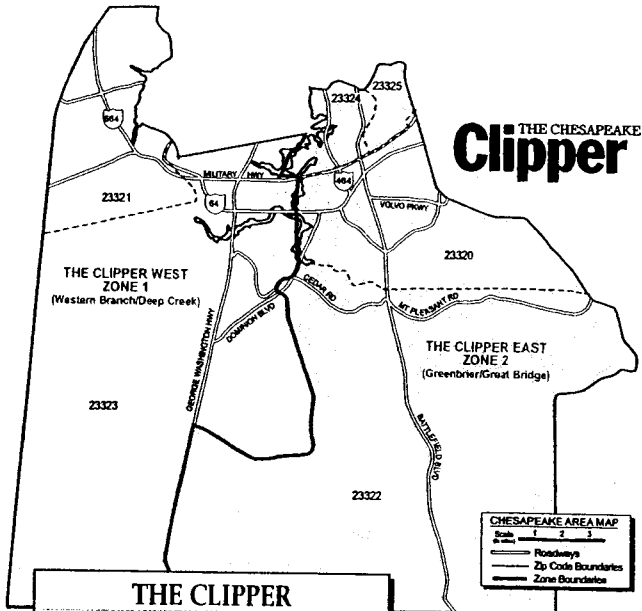 23325
23324
THE CHESAPEAKE
Clipper
664
MILITARY HWY
464
23321
64
VOLVO PKWY
23320
THE CLIPPER WEST
ZONE 1
(Western Branch/Deep Creek)
CEDAR RD
MT PLEASANT RD
DOMINION BLVD
GEORGE WASHINGTON HWY
THE CLIPPER EAST
ZONE 2
(Greenbrier/Great Bridge)
23323
BATTLEFIELD BLVD
23322
CHESAPEAKE AREA MAP
Scale 1 2 3
(in miles)
Roadways
Zip Code Boundaries
Zone Boundaries
THE CLIPPER